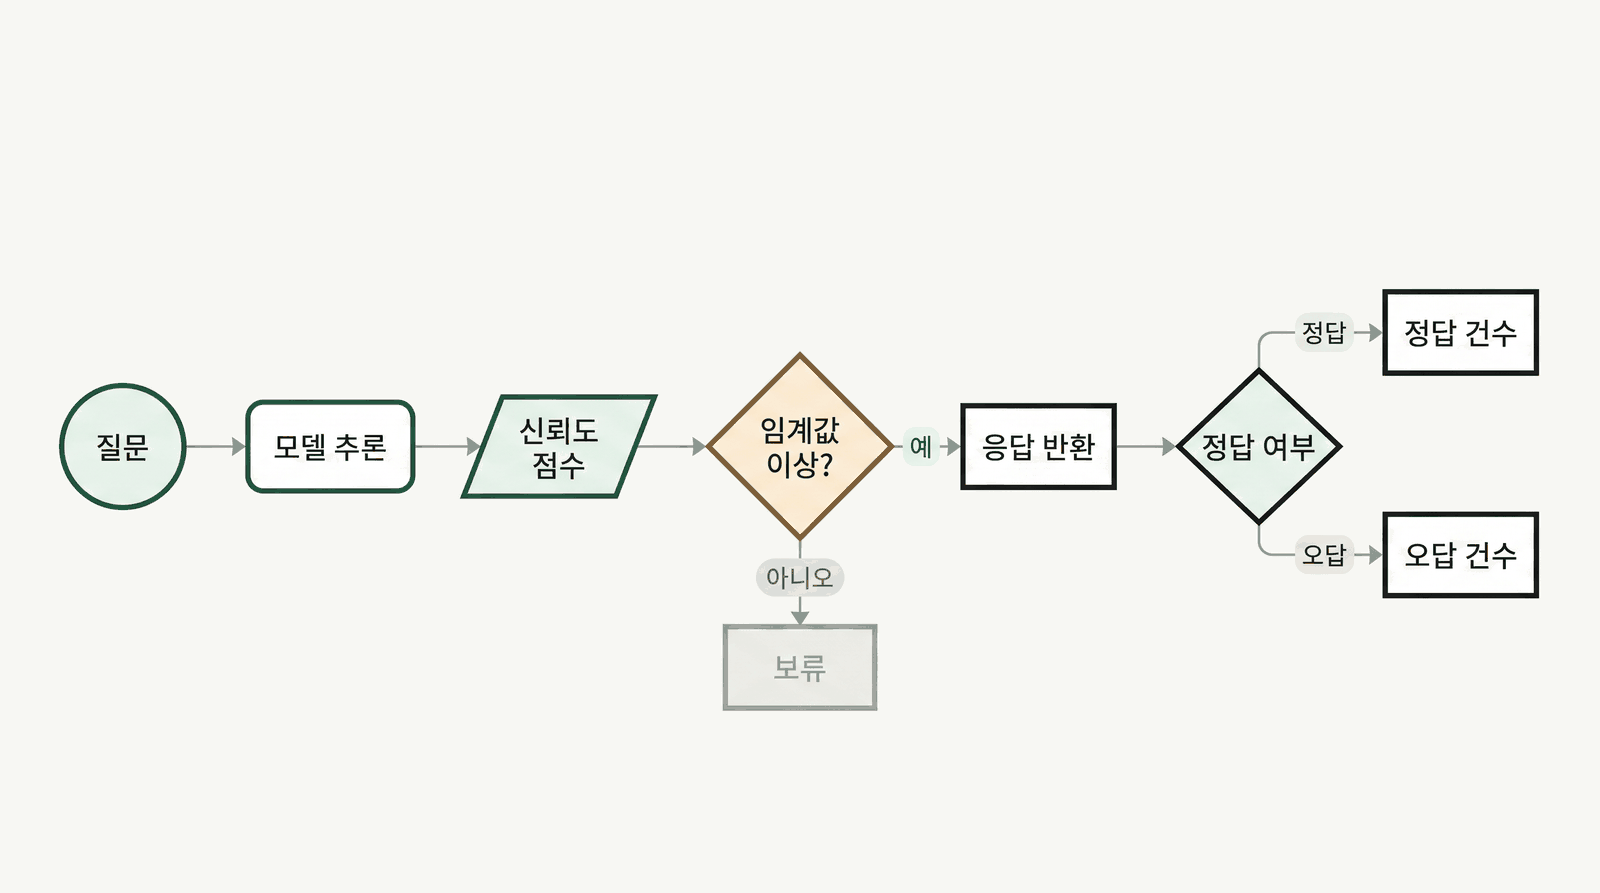 질문
모델 추론
신뢰도
점수
임계값
이상?
예
아니오
보류
응답 반환
정답 여부
정답
정답 건수
오답
오답 건수